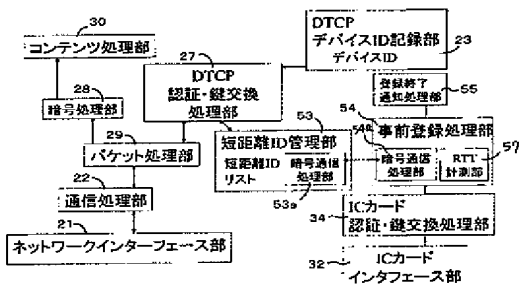 30
コンテンツ処理部
28
暗号処理部
29
パケット処理部
22
通信処理部
21
ネットワークインターフェース部
27
DTCP
認証・鍵交換
処理部
DTCP
デバイスID記録部
デバイスID
23
登録終了
通知処理部
55
53
短距離ID管理部
短距離ID
リスト
暗号通信
処理部
53a
54
事前登録処理部
54a
暗号通信
処理部
RTT
計測部
57
34
ICカード
認証・鍵交換処理部
32
ICカード
インタフェース部